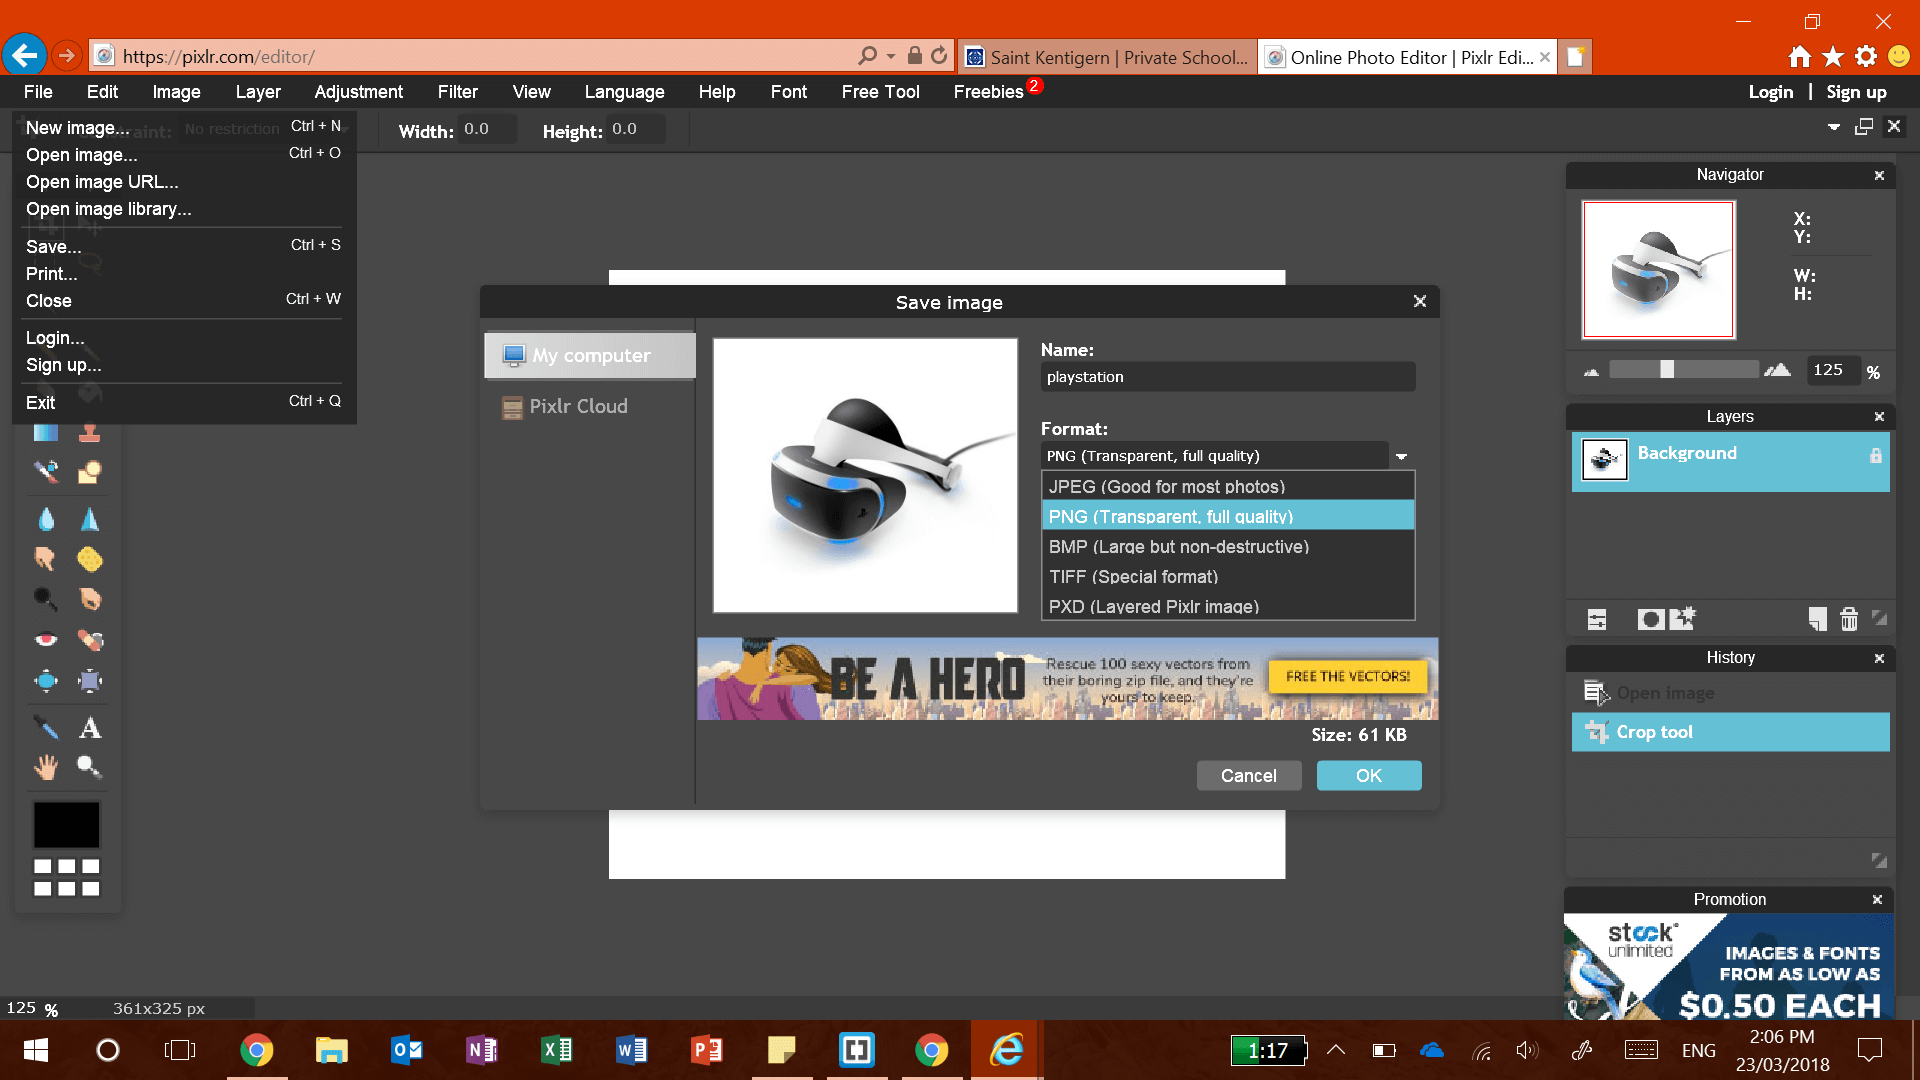 https://pixlr.com/editor/
Saint Kentigern | Private School...
Online Photo Editor | Pixlr Edi...
File Edit Image Layer Adjustment Filter View Language Help Font Free Tool Freebies 2
Login | Sign up
No restriction
Width: 0.0 Height: 0.0
New image... Ctrl + N
Open image... Ctrl + O
Open image URL...
Open image library...
Save... Ctrl + S
Print...
Close Ctrl + W
Login...
Sign up...
Exit Ctrl + Q
Save image
My computer
Pixlr Cloud
Name:
playstation
Format:
PNG (Transparent, full quality)
JPEG (Good for most photos)
PNG (Transparent, full quality)
BMP (Large but non-destructive)
TIFF (Special format)
PXD (Layered Pixlr image)
BE A HERO
Rescue 100 sexy vectors from
their boring zip file, and they're
yours to keep.
FREE THE VECTORS!
Size: 61 KB
Cancel OK
Navigator
X:
Y:
W:
H:
125 %
Layers
Background
History
Open image
Crop tool
Promotion
stock
unlimited
IMAGES & FONTS
FROM AS LOW AS
$0.50 EACH
125 % 361x325 px
1:17
ENG
2:06 PM
23/03/2018